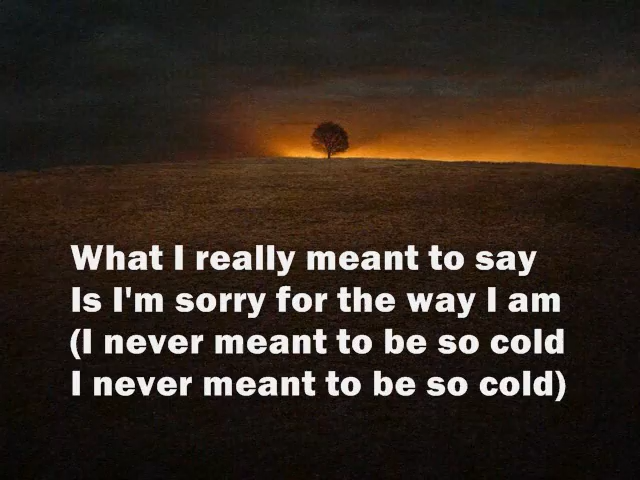 What I really meant to say
Is I'm sorry for the way I am
(I never meant to be so cold
I never meant to be so cold)